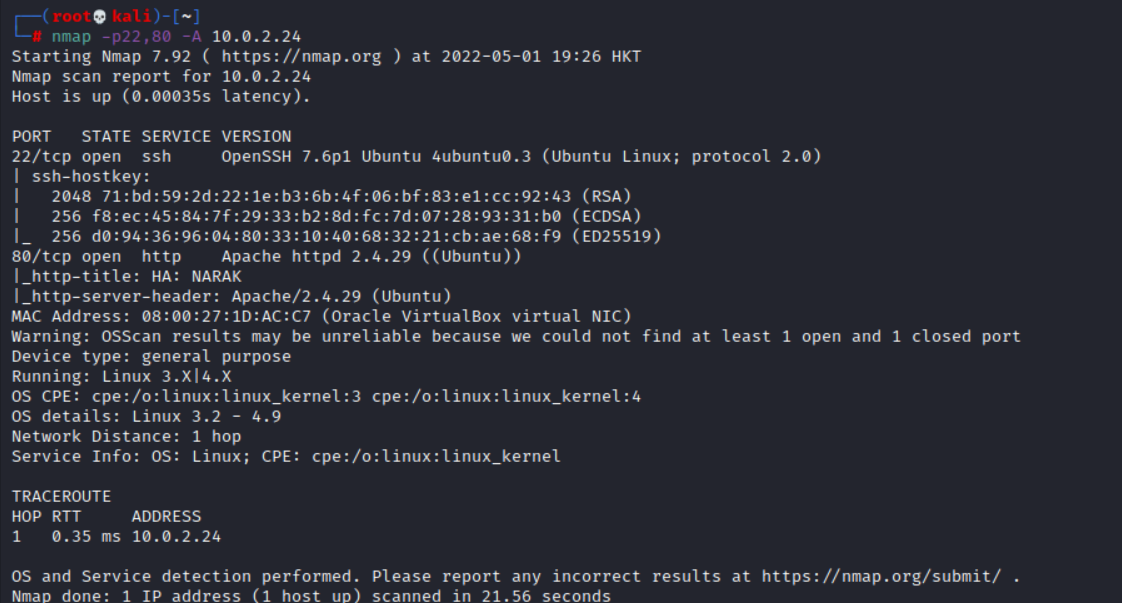 ┌──(root💀kali)-[~]
└─# nmap -p22,80 -A 10.0.2.24
Starting Nmap 7.92 ( https://nmap.org ) at 2022-05-01 19:26 HKT
Nmap scan report for 10.0.2.24
Host is up (0.00035s latency).

PORT   STATE SERVICE VERSION
22/tcp open  ssh     OpenSSH 7.6p1 Ubuntu 4ubuntu0.3 (Ubuntu Linux; protocol 2.0)
| ssh-hostkey:
|   2048 71:bd:59:2d:22:1e:b3:6b:4f:06:bf:83:e1:cc:92:43 (RSA)
|   256 f8:ec:45:84:7f:29:33:b2:8d:fc:7d:07:28:93:31:b0 (ECDSA)
|_  256 d0:94:36:96:04:80:33:10:40:68:32:21:cb:ae:68:f9 (ED25519)
80/tcp open  http    Apache httpd 2.4.29 ((Ubuntu))
|_http-title: HA: NARAK
|_http-server-header: Apache/2.4.29 (Ubuntu)
MAC Address: 08:00:27:1D:AC:C7 (Oracle VirtualBox virtual NIC)
Warning: OSScan results may be unreliable because we could not find at least 1 open and 1 closed port
Device type: general purpose
Running: Linux 3.X|4.X
OS CPE: cpe:/o:linux:linux_kernel:3 cpe:/o:linux:linux_kernel:4
OS details: Linux 3.2 - 4.9
Network Distance: 1 hop
Service Info: OS: Linux; CPE: cpe:/o:linux:linux_kernel

TRACEROUTE
HOP RTT     ADDRESS
1   0.35 ms 10.0.2.24

OS and Service detection performed. Please report any incorrect results at https://nmap.org/submit/ .
Nmap done: 1 IP address (1 host up) scanned in 21.56 seconds